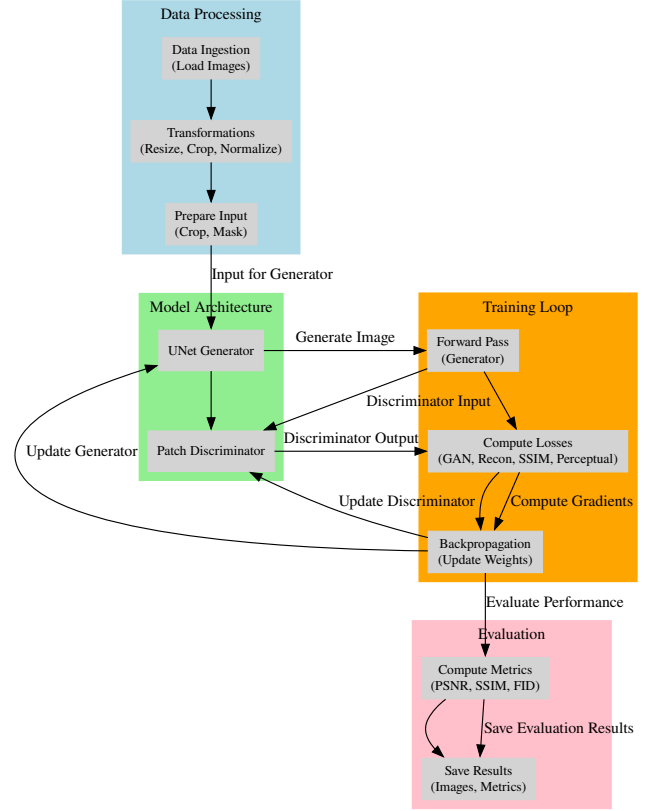 Data Processing
Data Ingestion
(Load Images)
Transformations
(Resize, Crop, Normalize)
Prepare Input
(Crop, Mask)
Input for Generator
Model Architecture
UNet Generator
Generate Image
Training Loop
Forward Pass
(Generator)
Discriminator Input
Update Generator
Patch Discriminator
Discriminator Output
Compute Losses
(GAN, Recon, SSIM, Perceptual)
Update Discriminator
Compute Gradients
Backpropagation
(Update Weights)
Evaluate Performance
Evaluation
Compute Metrics
(PSNR, SSIM, FID)
Save Evaluation Results
Save Results
(Images, Metrics)